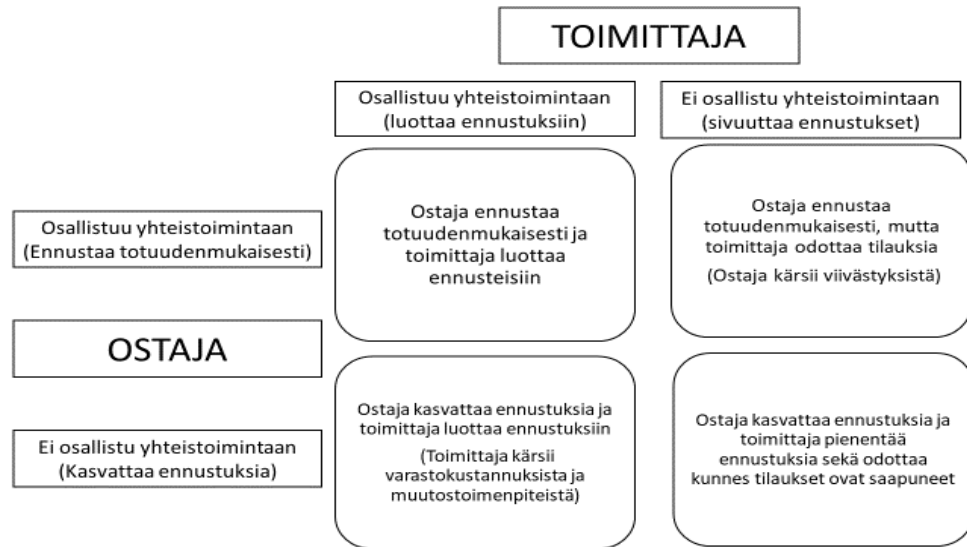 TOIMITTAJA
Osallistuu yhteistoimintaan
(luottaa ennustuksiin)
Ei osallistu yhteistoimintaan
(sivuuttaa ennustukset)
Osallistuu yhteistoimintaan
(Ennustaa totuudenmukaisesti)
Ostaja ennustaa
totuudenmukaisesti ja
toimittaja luottaa
ennusteisiin
Ostaja ennustaa
totuudenmukaisesti, mutta
toimittaja odottaa tilauksia
(Ostaja kärsii viivästyksistä)
OSTAJA
Ei osallistu yhteistoimintaan
(Kasvattaa ennustuksia)
Ostaja kasvattaa ennustuksia ja
toimittaja luottaa ennustuksiin
(Toimittaja kärsii
varastokustannuksista ja
muutostoimenpiteistä)
Ostaja kasvattaa ennustuksia ja
toimittaja pienentää
ennustuksia sekä odottaa
kunnes tilaukset ovat saapuneet